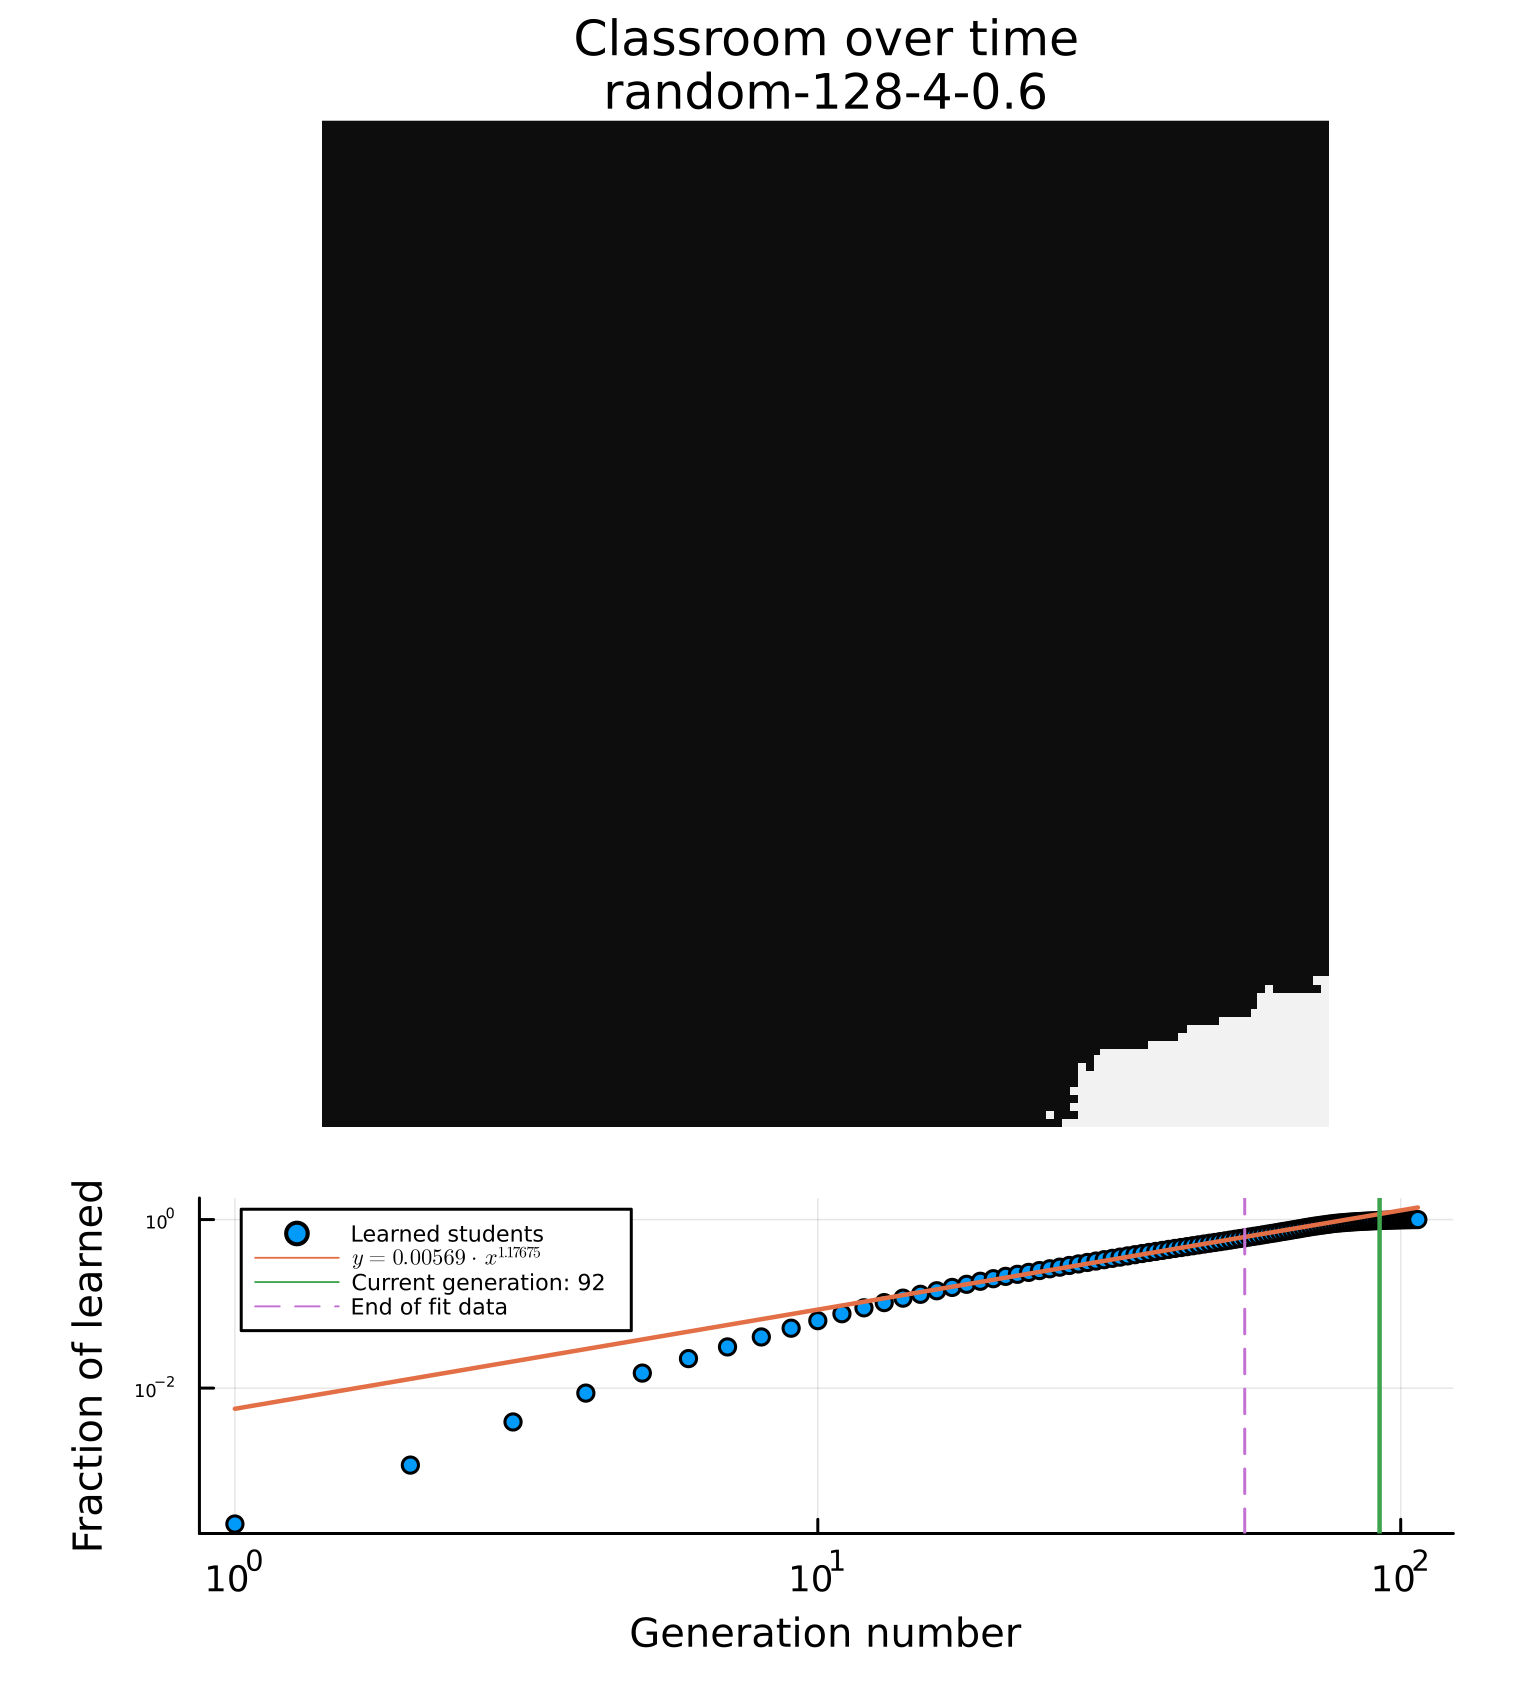 Classroom over time
random-128-4-0.6
Fraction of learned
10^0
10^-2
Learned students
y = 0.00569 · x^1.17675
Current generation: 92
End of fit data
10^0 10^1 10^2
Generation number